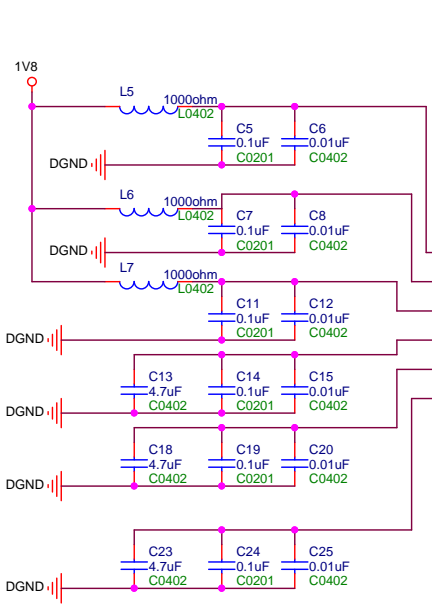 1V8
L5
1000ohm
L0402
C5
0.1uF
C0201
C6
0.01uF
C0402
DGND
L6
1000ohm
L0402
C7
0.1uF
C0201
C8
0.01uF
C0402
DGND
L7
1000ohm
L0402
C11
0.1uF
C0201
C12
0.01uF
C0402
DGND
C13
4.7uF
C0402
C14
0.1uF
C0201
C15
0.01uF
C0402
DGND
C18
4.7uF
C0402
C19
0.1uF
C0201
C20
0.01uF
C0402
DGND
C23
4.7uF
C0402
C24
0.1uF
C0201
C25
0.01uF
C0402
DGND